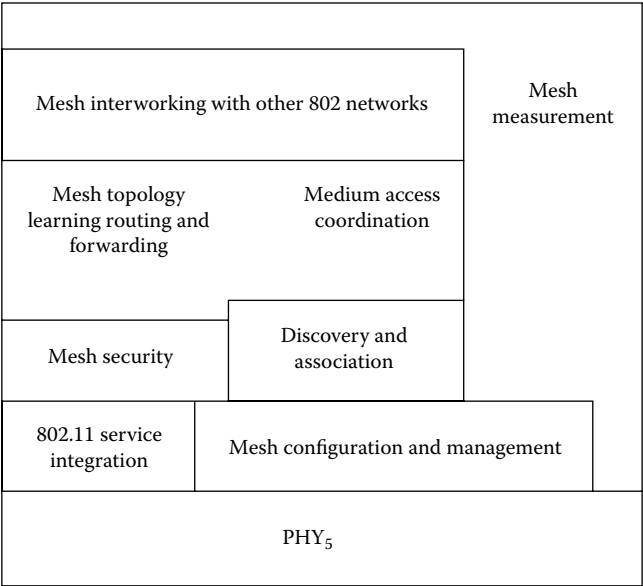 Mesh interworking with other 802 networks
Mesh
measurement
Mesh topology
learning routing and
forwarding
Medium access
coordination
Mesh security
Discovery and
association
802.11 service
integration
Mesh configuration and management
PHY₅